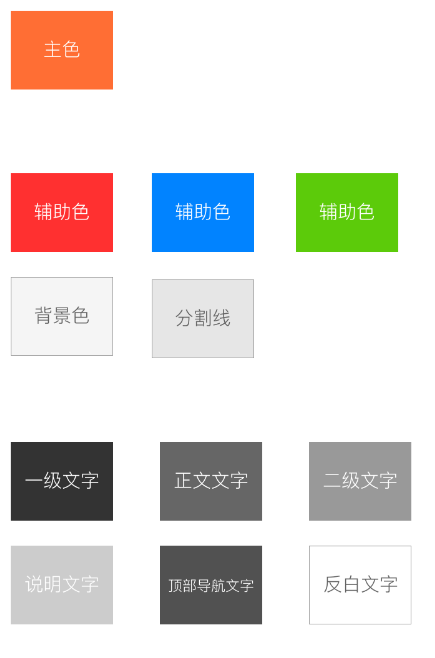 主色
辅助色
辅助色
辅助色
背景色
分割线
一级文字
正文文字
二级文字
说明文字
顶部导航文字
反白文字